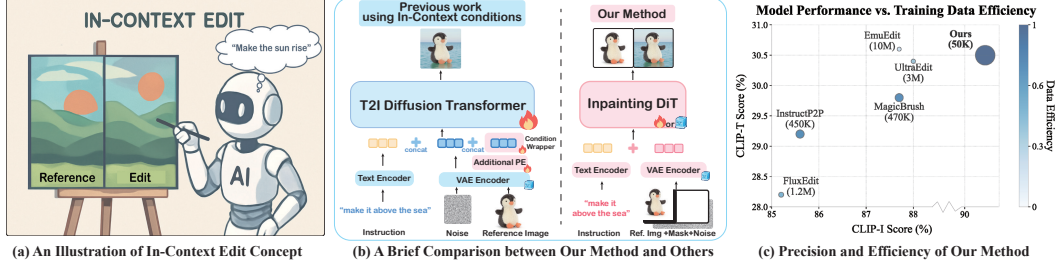 IN-CONTEXT EDIT
"Make the sun rise"
Reference
Edit
AI
(a) An Illustration of In-Context Edit Concept
Previous work
using In-Context conditions
T2I Diffusion Transformer
concat
concat
Condition
Wrapper
Additional PE
Text Encoder
VAE Encoder
"make it above the sea"
Instruction
Noise
Reference Image
Our Method
Inpainting DiT
or
Text Encoder
VAE Encoder
"make it
above the sea"
Instruction
Ref. Img +Mask+Noise
(b) A Brief Comparison between Our Method and Others
Model Performance vs. Training Data Efficiency
CLIP-T Score (%)
31.0
30.5
30.0
29.5
29.0
28.5
28.0
EmuEdit
(10M)
Ours
(50K)
UltraEdit
(3M)
MagicBrush
(470K)
InstructP2P
(450K)
FluxEdit
(1.2M)
85
86
87
88
90
CLIP-I Score (%)
1
0.6
0.3
0
Data Efficiency
(c) Precision and Efficiency of Our Method